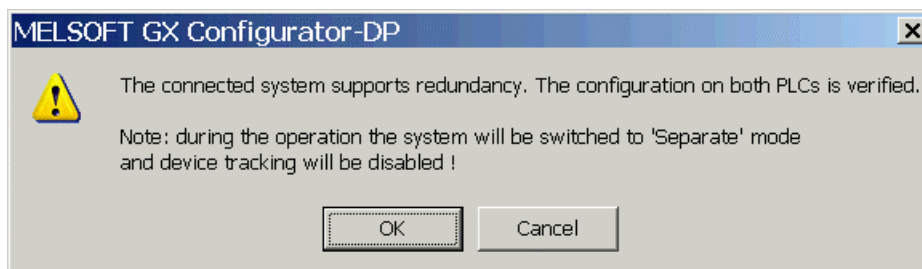 MELSOFT GX Configurator-DP
The connected system supports redundancy. The configuration on both PLCs is verified.
Note: during the operation the system will be switched to 'Separate' mode
and device tracking will be disabled !
OK
Cancel